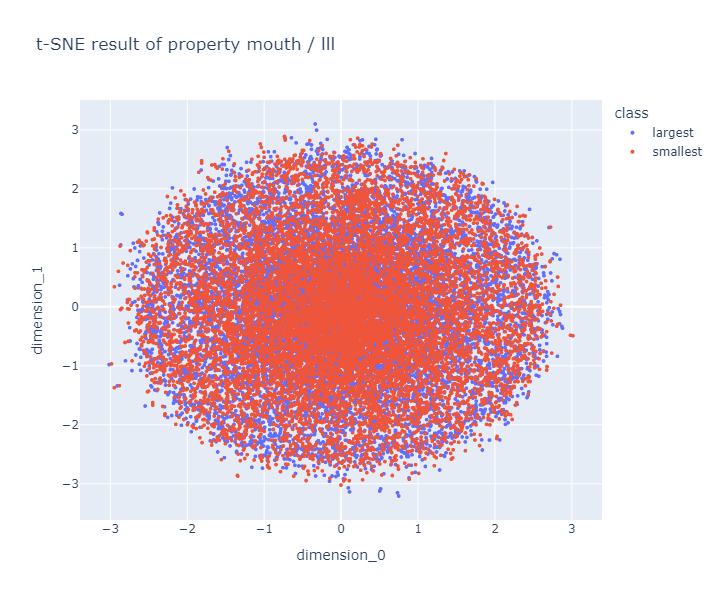 t-SNE result of property mouth / lll
class
largest
smallest
dimension_1
3
2
1
0
−1
−2
−3
−3
−2
−1
0
1
2
3
dimension_0